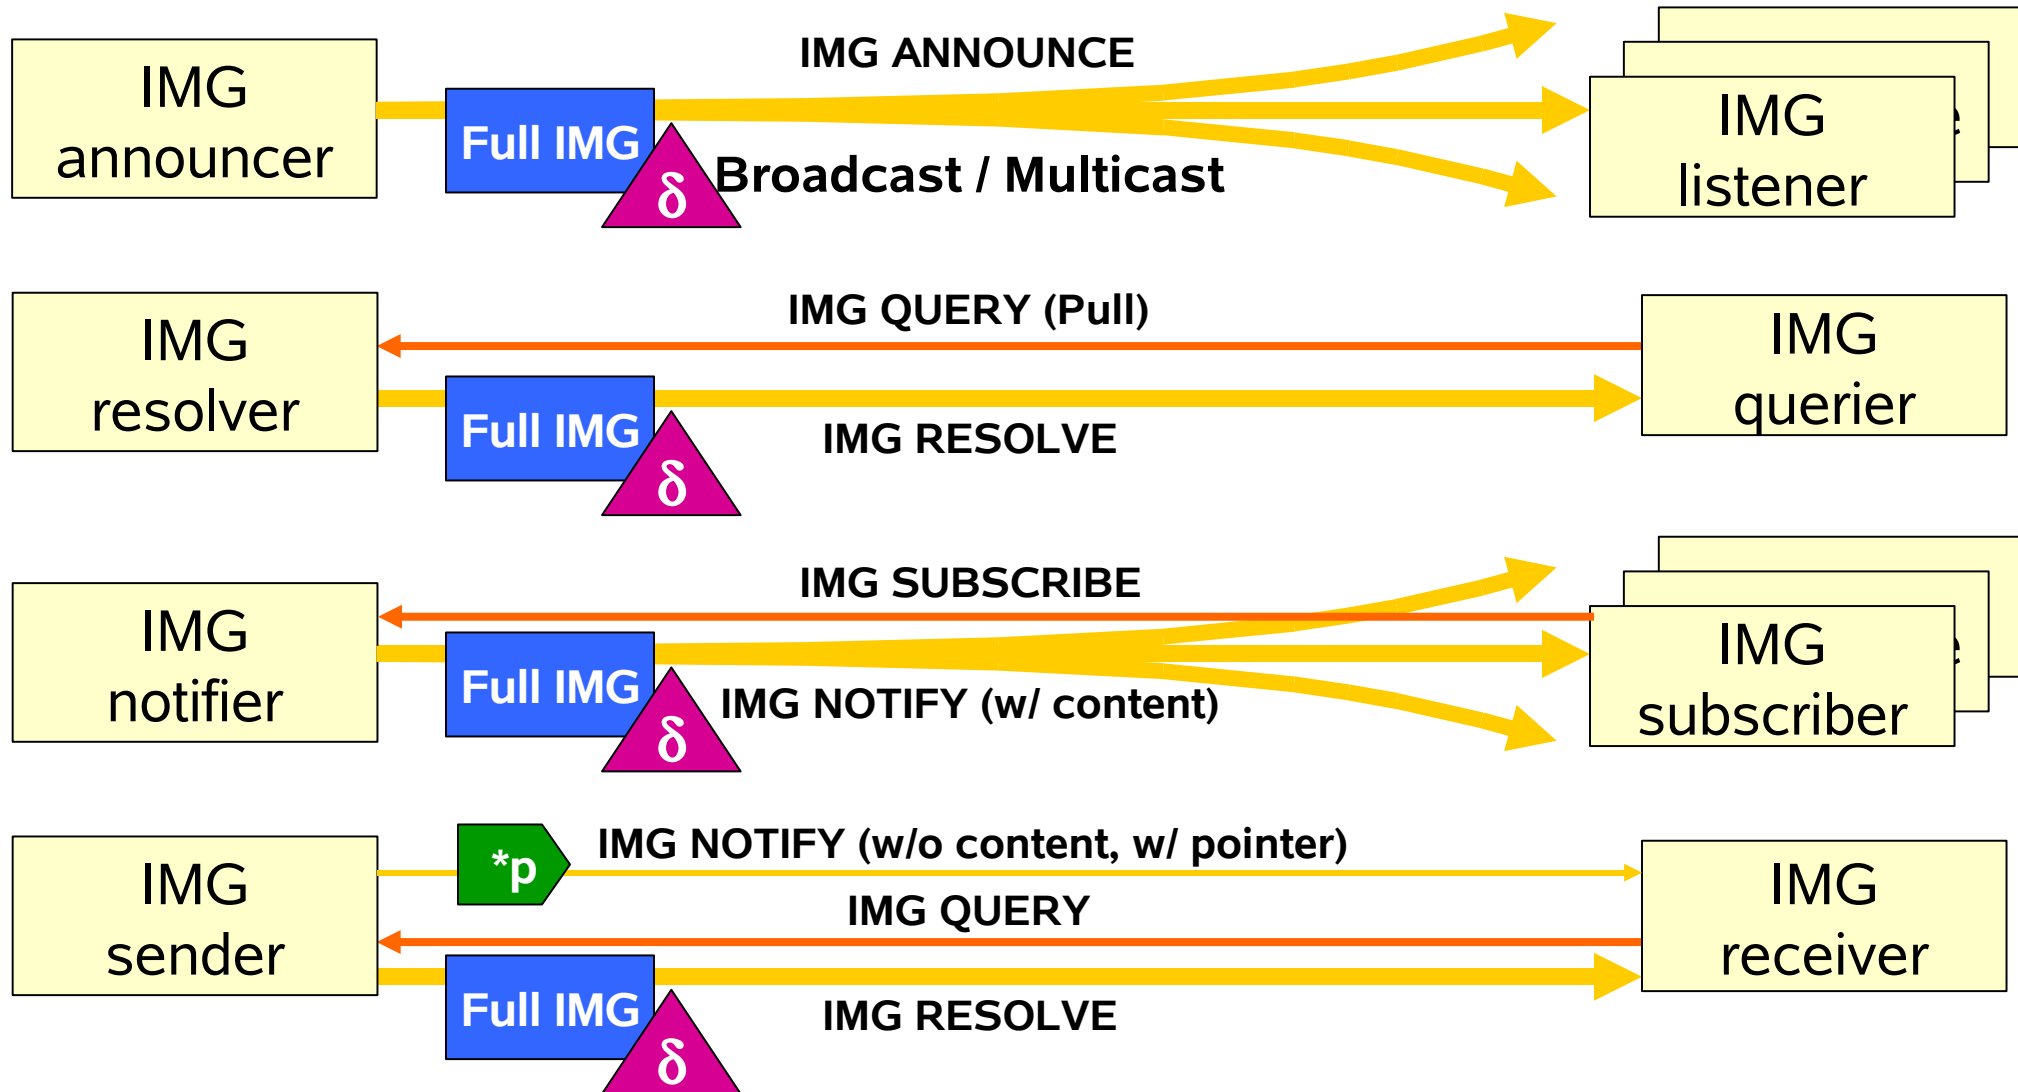 IMG ANNOUNCE
IMG
announcer
Full IMG
δ
Broadcast / Multicast
IMG
listener
IMG QUERY (Pull)
IMG
resolver
Full IMG
δ
IMG RESOLVE
IMG
querier
IMG SUBSCRIBE
IMG
notifier
Full IMG
δ
IMG NOTIFY (w/ content)
IMG
subscriber
IMG
sender
*p
IMG NOTIFY (w/o content, w/ pointer)
IMG QUERY
Full IMG
δ
IMG RESOLVE
IMG
receiver